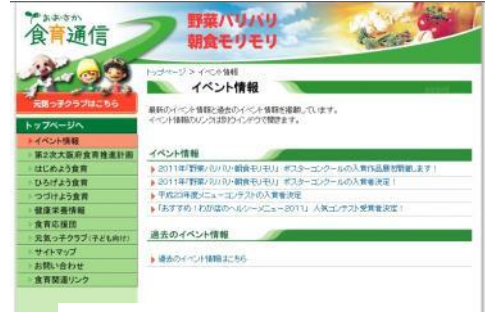 おおさか
食育通信
野菜バリバリ
朝食モリモリ
元気っ子クラブはこちら
トップページへ
イベント情報
第2次大阪府食育推進計画
はじめよう食育
ひろげよう食育
つづけよう食育
健康栄養情報
食育応援団
元気っ子クラブ(子ども向け)
サイトマップ
お問い合わせ
食育関連リンク
トップページ > イベント情報
イベント情報
最新のイベント情報と過去のイベント情報を掲載しています。
イベント情報のリンクは別ウインドウで開きます。
イベント情報
2011年「野菜バリバリ・朝食モリモリ」ポスターコンクールの入賞作品展を開催します!
2011年「野菜バリバリ・朝食モリモリ」ポスターコンクールの入賞者決定!
平成23年度メニューコンテストの入賞者決定
「おすすめ!わが店のヘルシーメニュー2011」人気コンテスト受賞者決定!
過去のイベント情報
過去のイベント情報はこちら